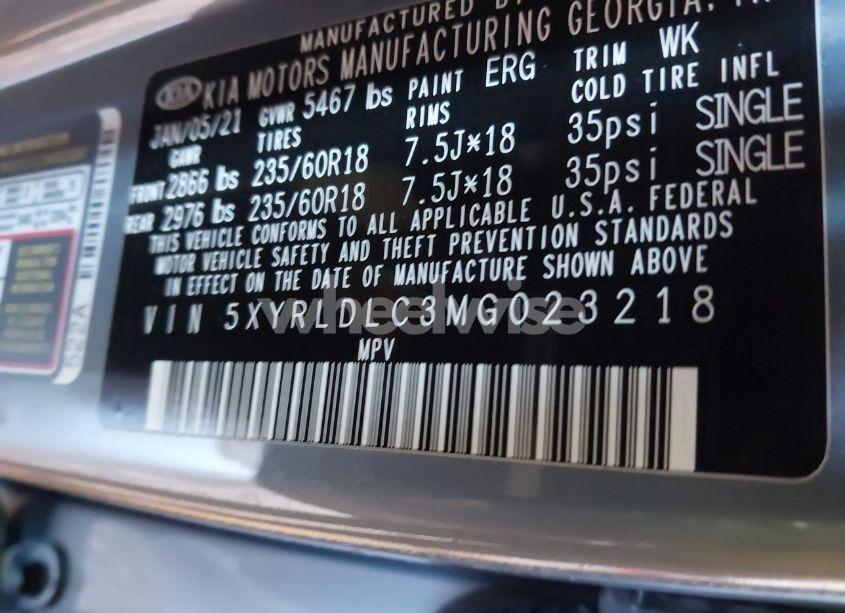 MANUFACTURED BY
KIA KIA MOTORS MANUFACTURING GEORGIA,
JAN/05/21 GVWR 5467 lbs PAINT ERG TRIM WK
GAWR TIRES RIMS COLD TIRE INFL
FRONT 2866 lbs 235/60R18 7.5J*18 35psi SINGLE
REAR 2976 lbs 235/60R18 7.5J*18 35psi SINGLE
THIS VEHICLE CONFORMS TO ALL APPLICABLE U.S.A. FEDERAL
MOTOR VEHICLE SAFETY AND THEFT PREVENTION STANDARDS
IN EFFECT ON THE DATE OF MANUFACTURE SHOWN ABOVE
VIN 5XYRLDLC3MG023218
wheelwise
MPV
622A